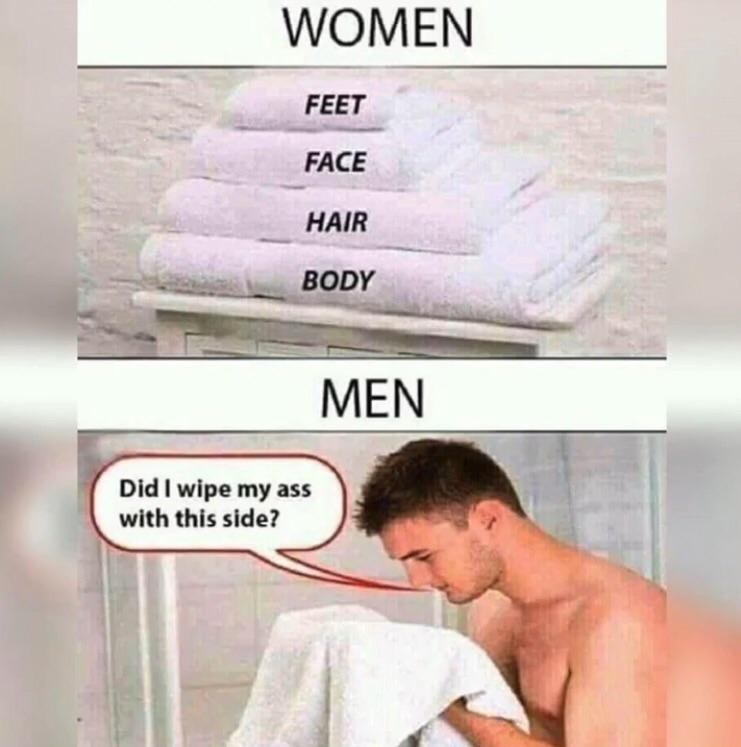 WOMEN
FEET
FACE
HAIR
BODY
MEN
Did I wipe my ass
with this side?